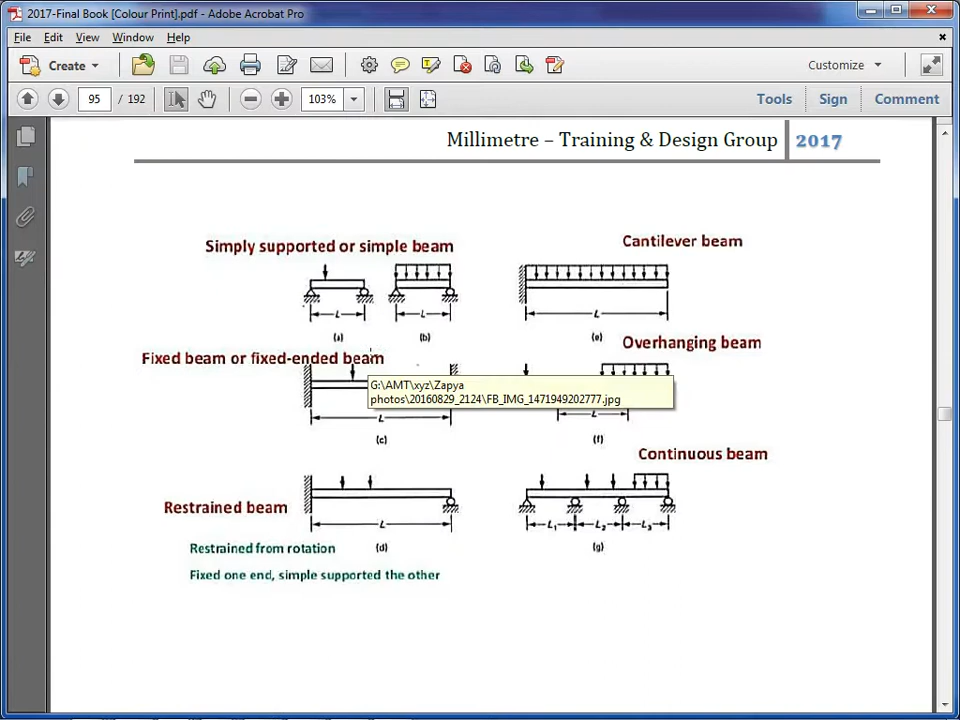 2017-Final Book [Colour Print].pdf - Adobe Acrobat Pro
File Edit View Window Help
Create Customize
95 / 192 103% Tools Sign Comment
Millimetre – Training & Design Group 2017
Simply supported or simple beam
Cantilever beam
L L L
(a) (b) (e)
Overhanging beam
Fixed beam or fixed-ended beam
G:\AMT\xyz\Zapya
photos\20160829_2124\FB_IMG_1471949202777.jpg
L L
(c) (f)
Continuous beam
Restrained beam
L L₁ L₂ L₃
Restrained from rotation (d) (g)
Fixed one end, simple supported the other